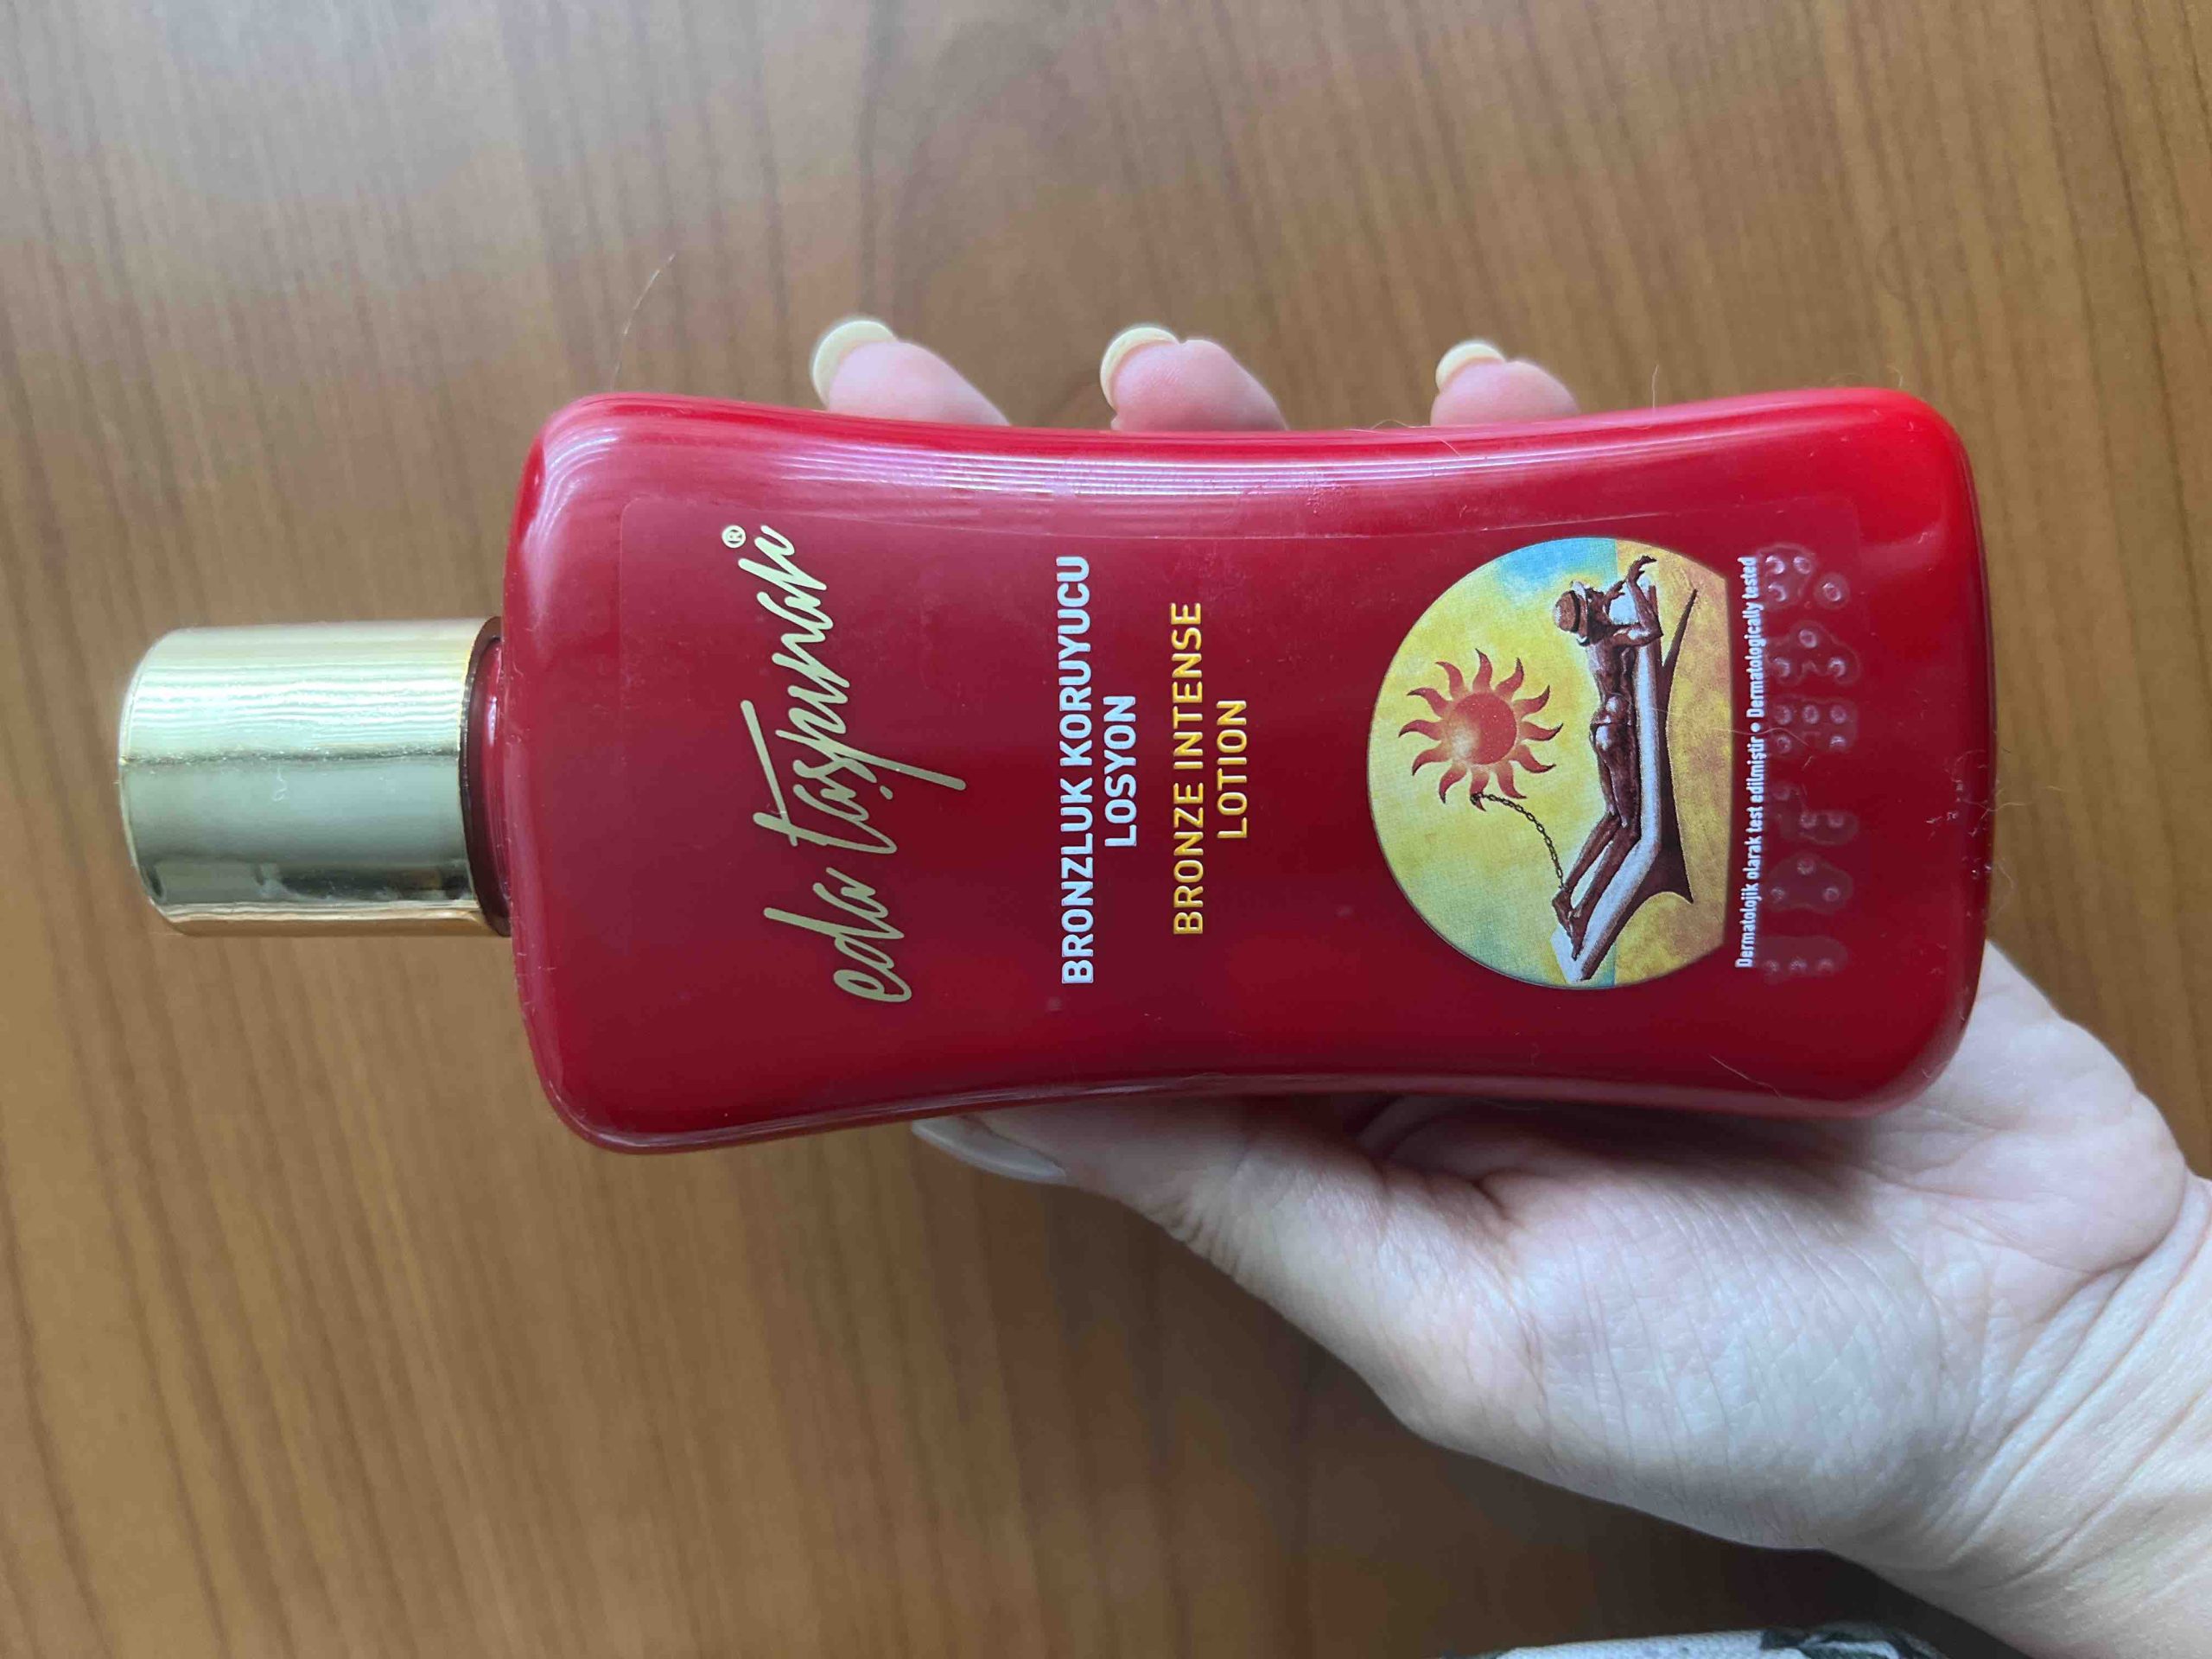 eda taşpınar®
BRONZLUK KORUYUCU
LOSYON
BRONZE INTENSE
LOTION
Dermatolojik olarak test edilmiştir • Dermatologically tested